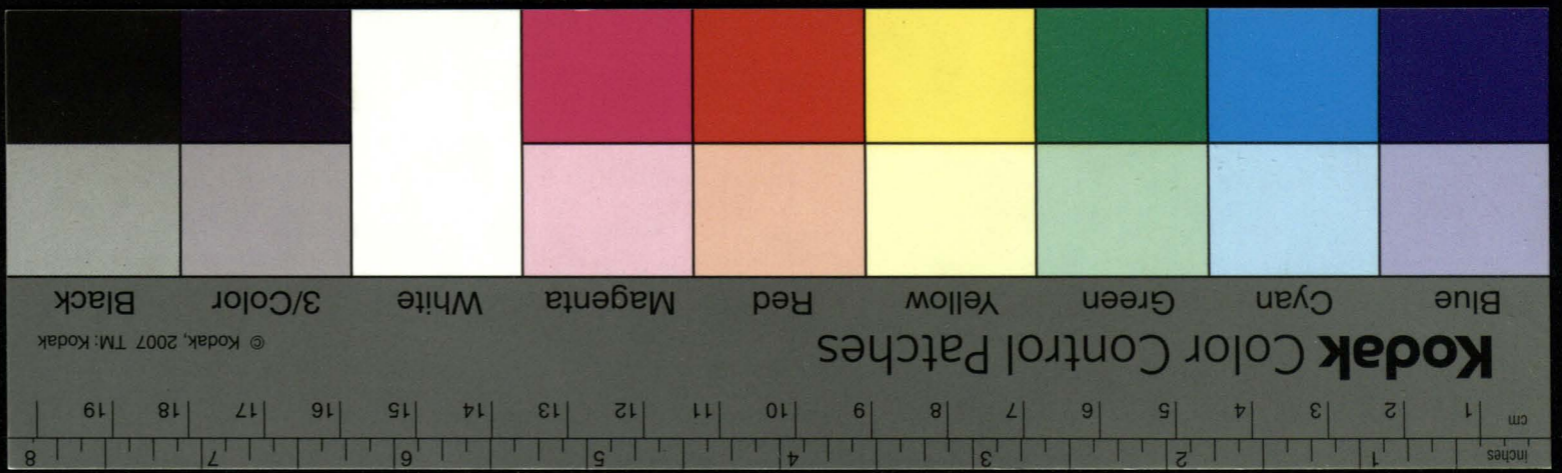 inches 1 2 3 4 5 6 7 8
cm 1 2 3 4 5 6 7 8 9 10 11 12 13 14 15 16 17 18 19
Kodak Color Control Patches © Kodak, 2007 TM: Kodak
Blue Cyan Green Yellow Red Magenta White 3/Color Black